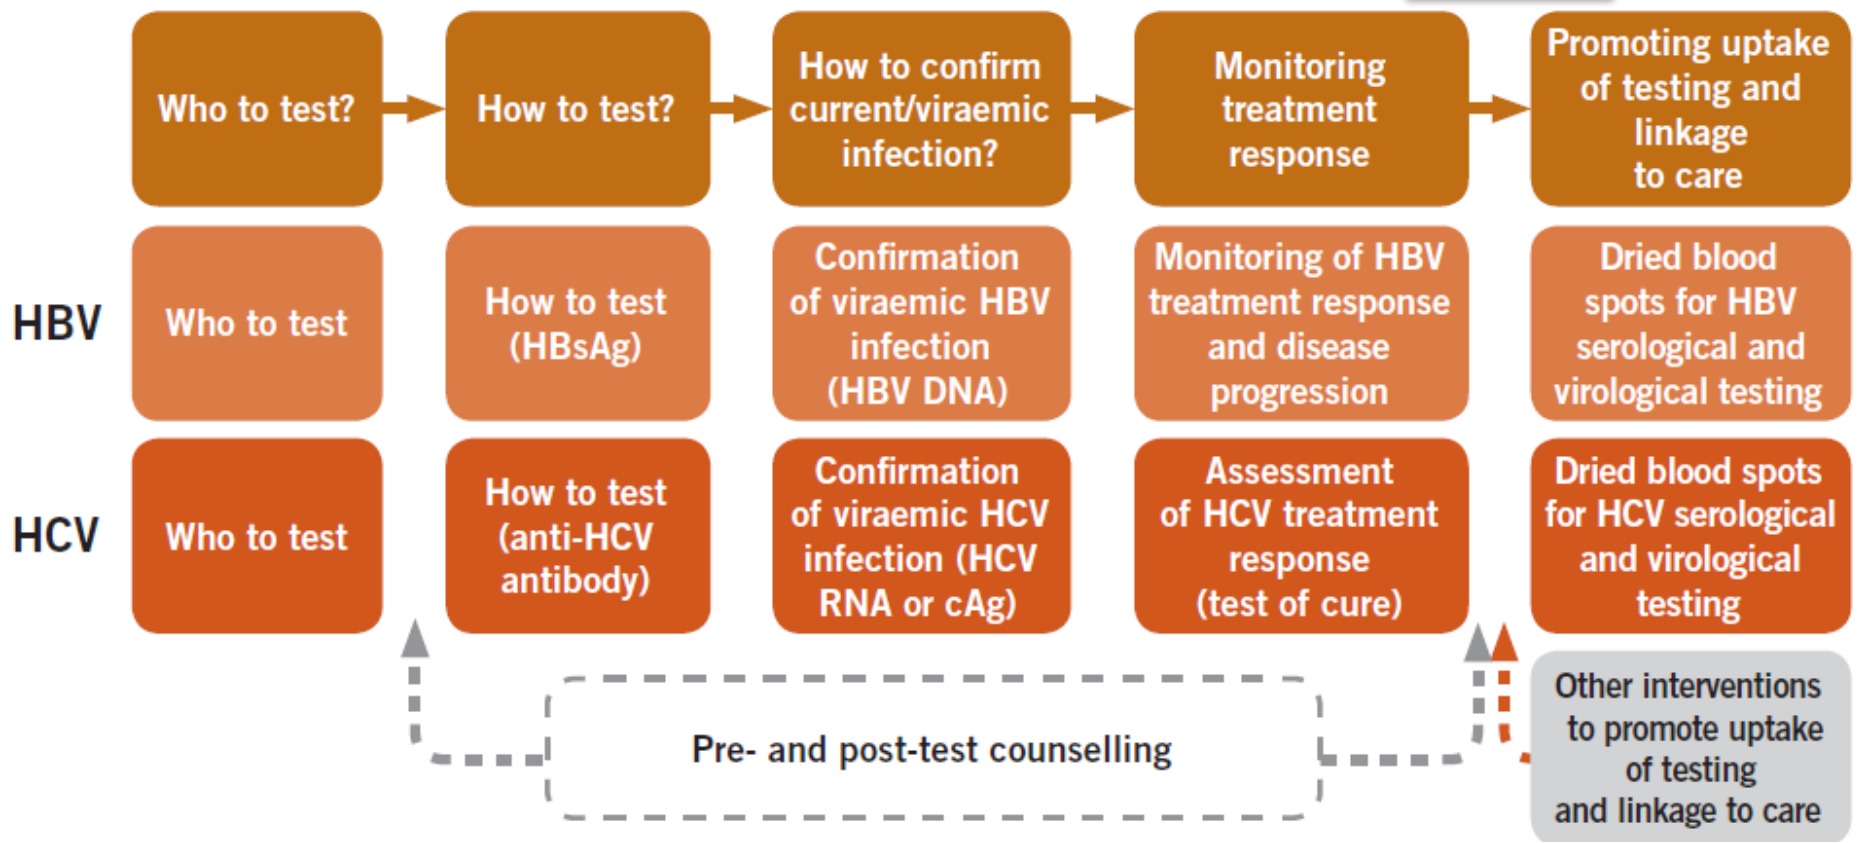 Who to test?
How to test?
How to confirm
current/viraemic
infection?
Monitoring
treatment
response
Promoting uptake
of testing and
linkage
to care
HBV
Who to test
How to test
(HBsAg)
Confirmation
of viraemic HBV
infection
(HBV DNA)
Monitoring of HBV
treatment response
and disease
progression
Dried blood
spots for HBV
serological and
virological testing
HCV
Who to test
How to test
(anti-HCV
antibody)
Confirmation
of viraemic HCV
infection (HCV
RNA or cAg)
Assessment
of HCV treatment
response
(test of cure)
Dried blood spots
for HCV serological
and virological
testing
Pre- and post-test counselling
Other interventions
to promote uptake
of testing
and linkage to care